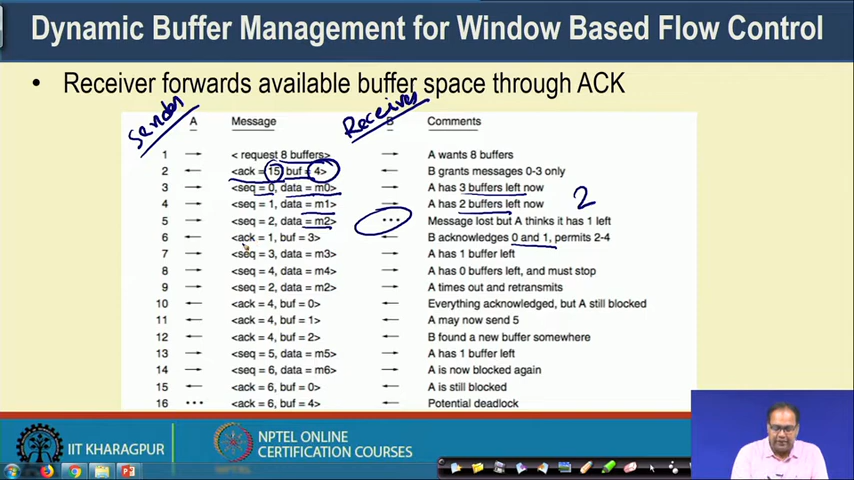 Dynamic Buffer Management for Window Based Flow Control
• Receiver forwards available buffer space through ACK
Sender
Receiver
A Message B Comments
1 → < request 8 buffers> → A wants 8 buffers
2 ← <ack = 15, buf = 4> ← B grants messages 0-3 only
3 → <seq = 0, data = m0> → A has 3 buffers left now
4 → <seq = 1, data = m1> → A has 2 buffers left now 2
5 → <seq = 2, data = m2> ••• Message lost but A thinks it has 1 left
6 ← <ack = 1, buf = 3> ← B acknowledges 0 and 1, permits 2-4
7 → <seq = 3, data = m3> → A has 1 buffer left
8 → <seq = 4, data = m4> → A has 0 buffers left, and must stop
9 → <seq = 2, data = m2> → A times out and retransmits
10 ← <ack = 4, buf = 0> ← Everything acknowledged, but A still blocked
11 ← <ack = 4, buf = 1> ← A may now send 5
12 ← <ack = 4, buf = 2> ← B found a new buffer somewhere
13 → <seq = 5, data = m5> → A has 1 buffer left
14 → <seq = 6, data = m6> → A is now blocked again
15 ← <ack = 6, buf = 0> ← A is still blocked
16 ••• <ack = 6, buf = 4> ← Potential deadlock
IIT KHARAGPUR
NPTEL ONLINE
CERTIFICATION COURSES
NPTEL